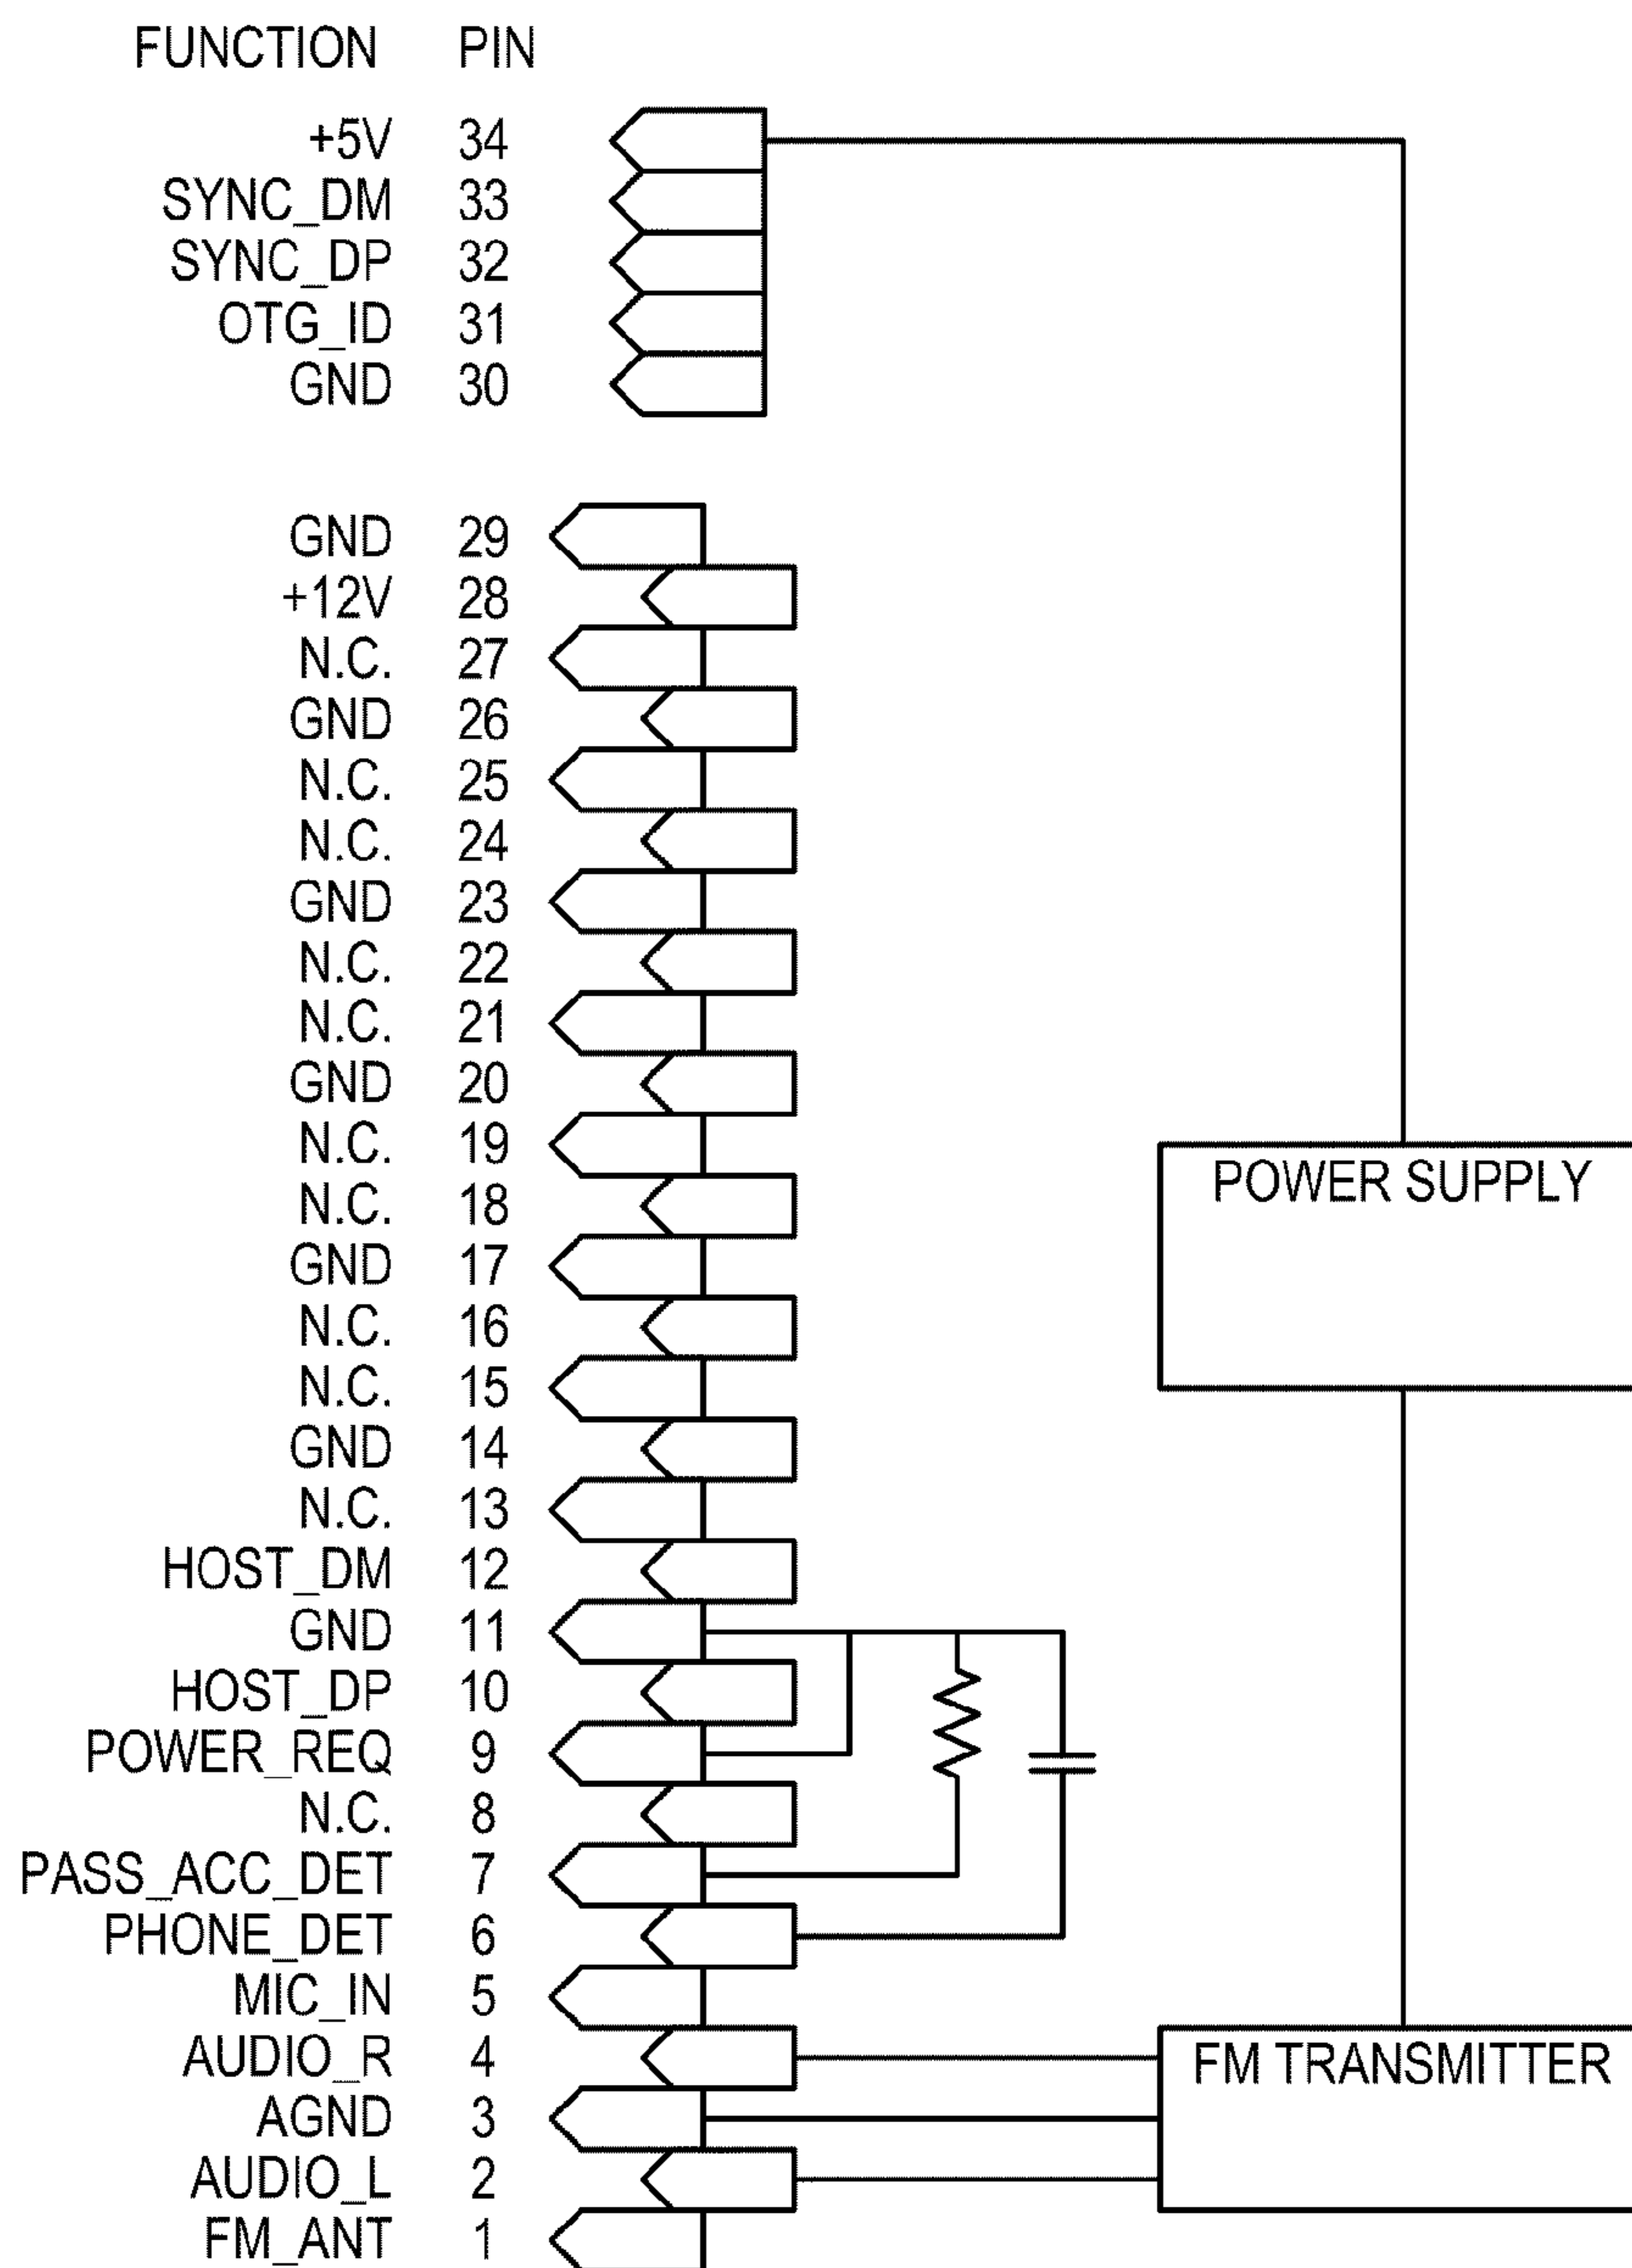 FUNCTION PIN
+5V 34
SYNC_DM 33
SYNC_DP 32
OTG_ID 31
GND 30
GND 29
+12V 28
N.C. 27
GND 26
N.C. 25
N.C. 24
GND 23
N.C. 22
N.C. 21
GND 20
N.C. 19
POWER SUPPLY
N.C. 18
GND 17
N.C. 16
N.C. 15
GND 14
N.C. 13
HOST_DM 12
GND 11
HOST_DP 10
POWER_REQ 9
N.C. 8
PASS_ACC_DET 7
PHONE_DET 6
MIC_IN 5
AUDIO_R 4 FM TRANSMITTER
AGND 3
AUDIO_L 2
FM_ANT 1